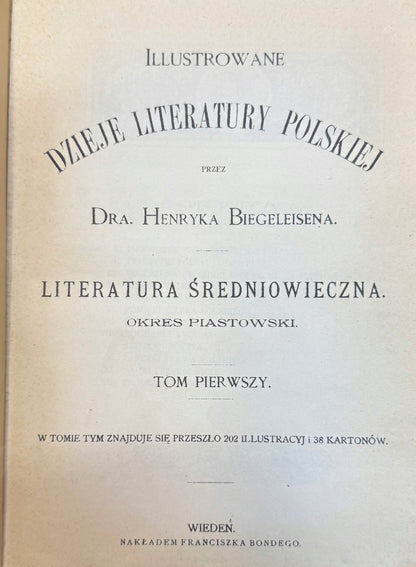 ILLUSTROWANE
DZIEJE LITERATURY POLSKIEJ
PRZEZ
DRA. HENRYKA BIEGELEISENA.
LITERATURA ŚREDNIOWIECZNA.
OKRES PIASTOWSKI.
TOM PIERWSZY.
W TOMIE TYM ZNAJDUJE SIĘ PRZESZŁO 202 ILLUSTRACYJ i 38 KARTONÓW.
WIEDEŃ.
NAKŁADEM FRANCISZKA BONDEGO.